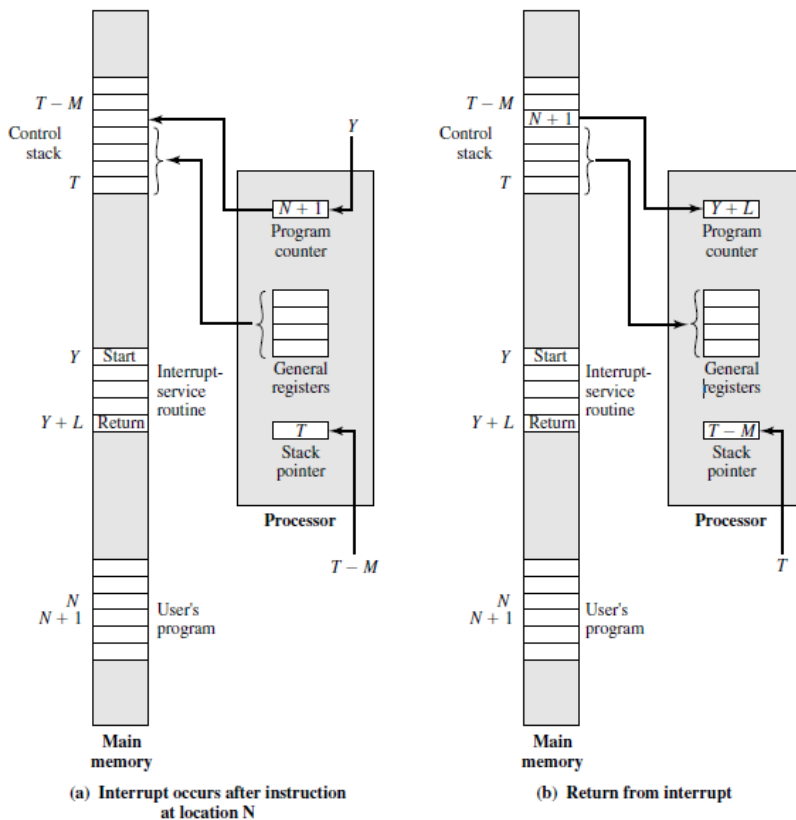 T − M
Control
stack
T
Y
N + 1
Program
counter
General
registers
Y
Start
Interrupt-
service
routine
Y + L
Return
T
Stack
pointer
Processor
T − M
N
N + 1
User's
program
Main
memory
(a) Interrupt occurs after instruction
at location N
T − M
N + 1
Control
stack
T
Y + L
Program
counter
General
registers
Y
Start
Interrupt-
service
routine
Y + L
Return
T − M
Stack
pointer
Processor
T
N
N + 1
User's
program
Main
memory
(b) Return from interrupt